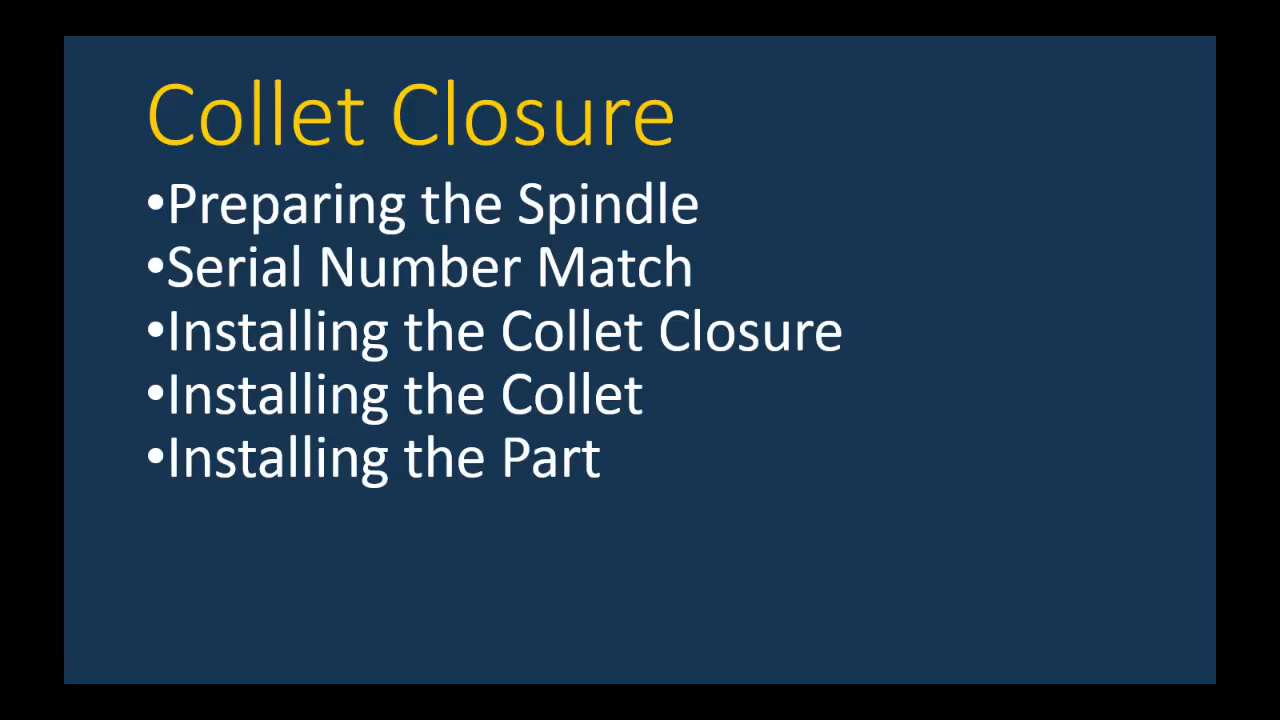 Collet Closure
•Preparing the Spindle
•Serial Number Match
•Installing the Collet Closure
•Installing the Collet
•Installing the Part